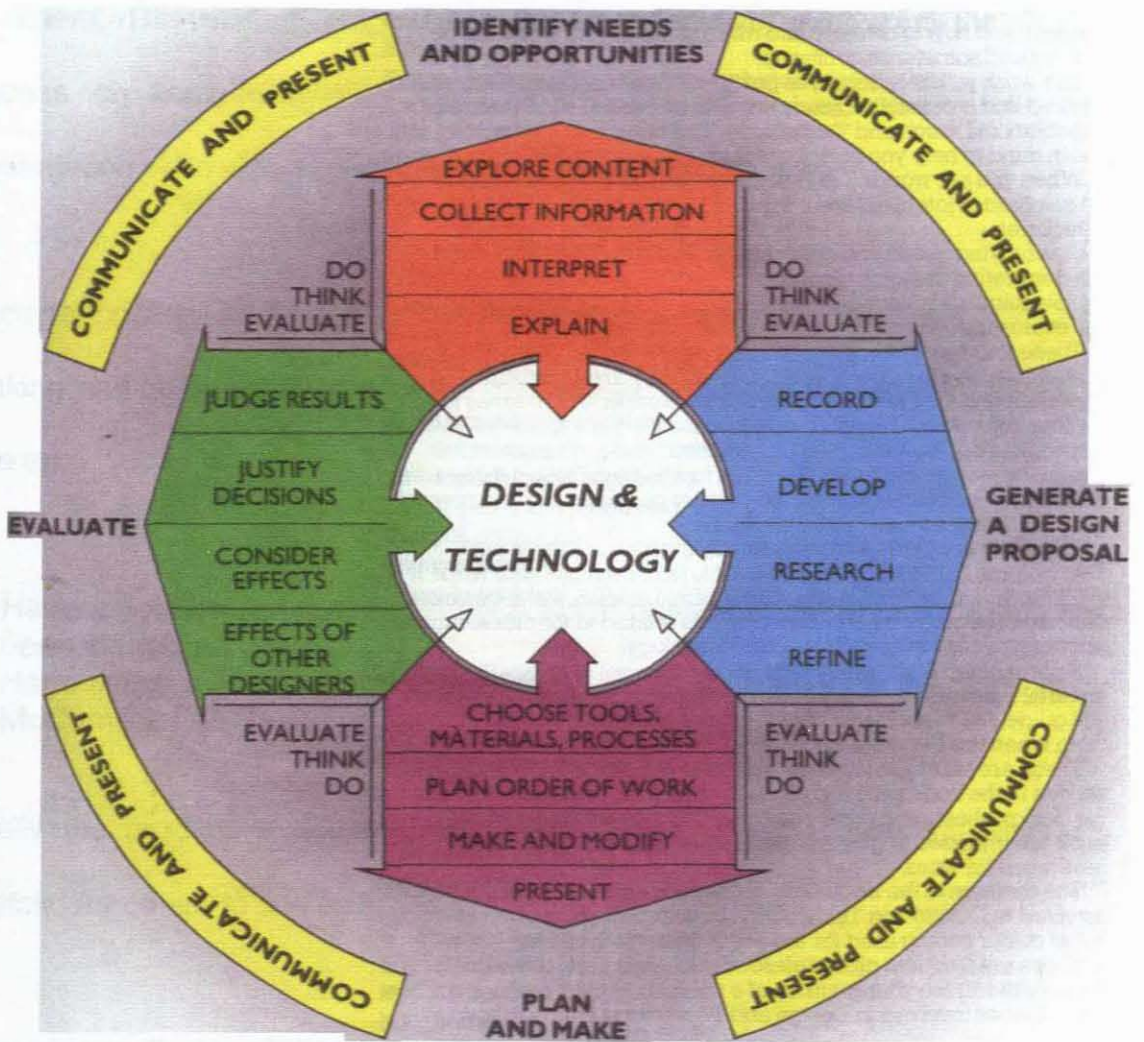 IDENTIFY NEEDS
AND OPPORTUNITIES
COMMUNICATE AND PRESENT
COMMUNICATE AND PRESENT
EXPLORE CONTENT
COLLECT INFORMATION
INTERPRET
EXPLAIN
DO
THINK
EVALUATE
DO
THINK
EVALUATE
JUDGE RESULTS
JUSTIFY
DECISIONS
CONSIDER
EFFECTS
EFFECTS OF
OTHER
DESIGNERS
EVALUATE
DESIGN &
TECHNOLOGY
RECORD
DEVELOP
RESEARCH
REFINE
GENERATE
A DESIGN
PROPOSAL
EVALUATE
THINK
DO
EVALUATE
THINK
DO
CHOOSE TOOLS,
MATERIALS, PROCESSES
PLAN ORDER OF WORK
MAKE AND MODIFY
PRESENT
COMMUNICATE AND PRESENT
COMMUNICATE AND PRESENT
PLAN
AND MAKE